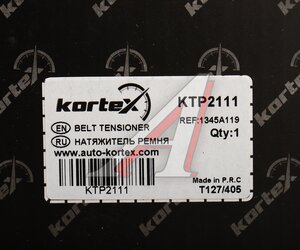 kortex
KTP2111
REF:1345A119
Qty:1
EN BELT TENSIONER
RU НАТЯЖИТЕЛЬ РЕМНЯ
www.auto-kortex.com
KTP2111
Made in P.R.C
T127/405
kortex